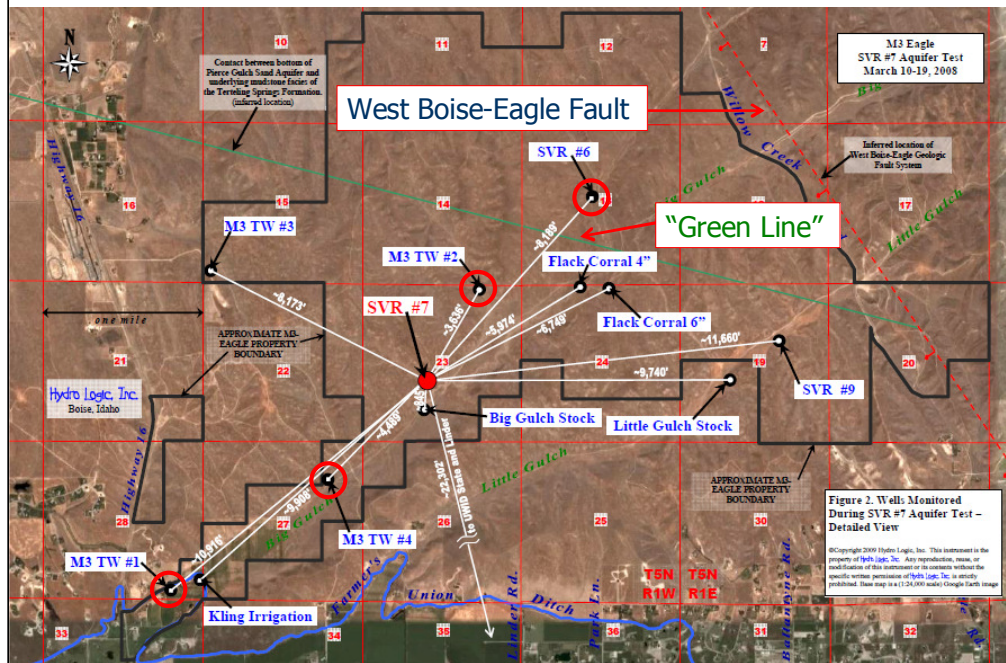 N
10
11
12
7
M3 Eagle
SVR #7 Aquifer Test
March 10-19, 2008
Contact between bottom of
Pierce Gulch Sand Aquifer and
underlying mudstone facies of
the Terteling Springs Formation.
(inferred location)
West Boise-Eagle Fault
Willow Creek
Big
Highway 16
SVR #6
Inferred location of
West Boise-Eagle Geologic
Fault System
16
15
14
17
"Green Line"
Little Gulch
M3 TW #3
M3 TW #2
Flack Corral 4"
~8,189'
~8,173'
SVR #7
~3,636'
~5,974'
~6,749'
Flack Corral 6"
one mile
APPROXIMATE M3-
EAGLE PROPERTY
BOUNDARY
~11,660'
21
22
23
24
19
20
19
~9,740'
SVR #9
Hydro Logic, Inc.
Boise, Idaho
~845'
~4,489'
Big Gulch Stock
Little Gulch Stock
Highway 16
~22,302'
to UWID State and Linder
Little Gulch
APPROXIMATE M3-
EAGLE PROPERTY
BOUNDARY
~9,908'
28
27
26
25
30
Big Gulch
M3 TW #4
Figure 2. Wells Monitored
During SVR #7 Aquifer Test –
Detailed View
©Copyright 2009 Hydro Logic, Inc. This instrument is the
property of Hydro Logic, Inc. Any reproduction, reuse, or
modification of this instrument or its contents without the
specific written permission of Hydro Logic, Inc. is strictly
prohibited. Base map is a (1:24,000 scale) Google Earth image
M3 TW #1
~10,916'
Kling Irrigation
Farmer's Union Ditch
Linder Rd.
Park Ln.
T5N T5N
R1W R1E
Ballantyne Rd.
33
34
35
36
31
32